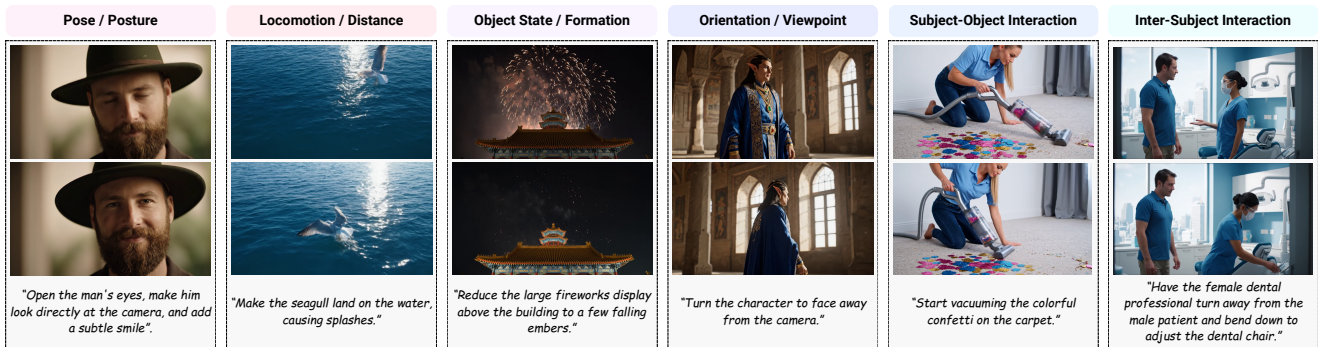 Pose / Posture
Locomotion / Distance
Object State / Formation
Orientation / Viewpoint
Subject-Object Interaction
Inter-Subject Interaction
“Open the man's eyes, make him
look directly at the camera, and add
a subtle smile”.
“Make the seagull land on the water,
causing splashes.”
“Reduce the large fireworks display
above the building to a few falling
embers.”
“Turn the character to face away
from the camera.”
“Start vacuuming the colorful
confetti on the carpet.”
“Have the female dental
professional turn away from the
male patient and bend down to
adjust the dental chair.”